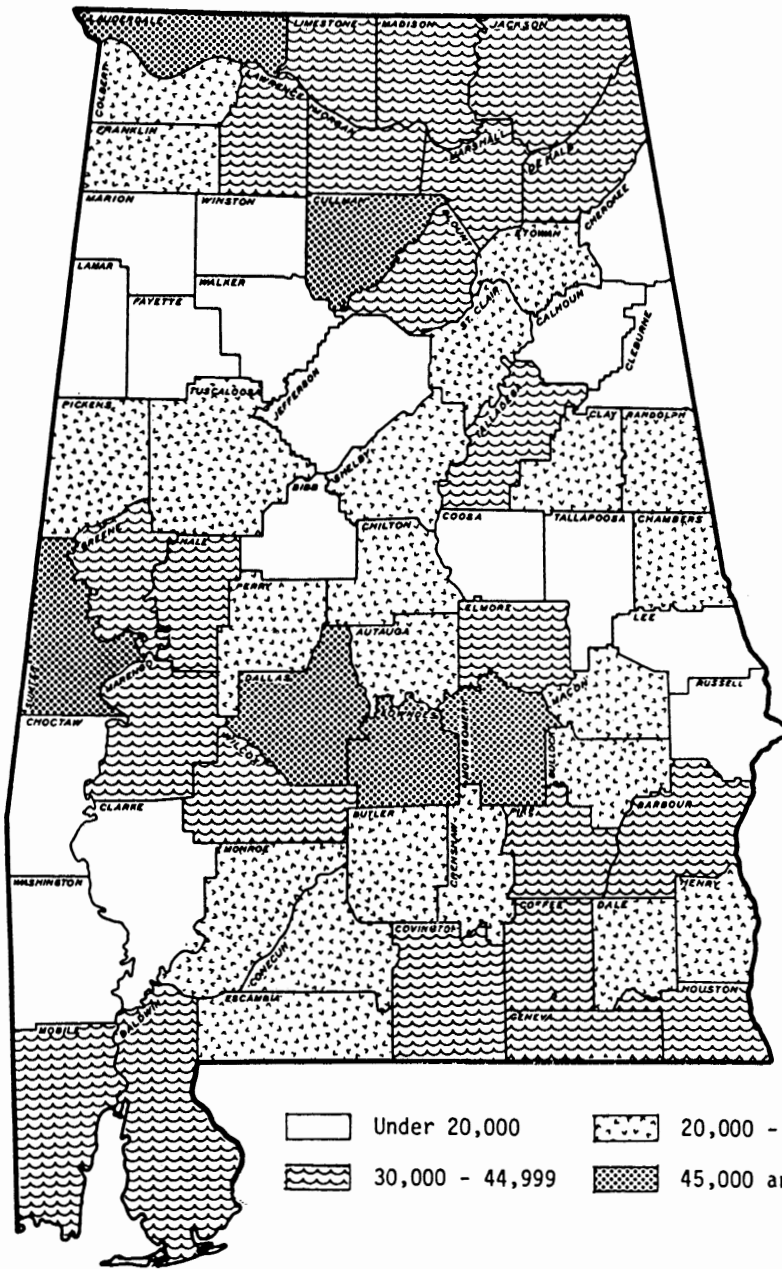 LAUDERDALE
LIMESTONE
MADISON
JACKSON
COLBERT
LAWRENCE
MORGAN
FRANKLIN
MARSHALL
DE KALB
CHEROKEE
MARION
WINSTON
CULLMAN
BLOUNT
ETOWAH
LAMAR
FAYETTE
WALKER
ST. CLAIR
CALHOUN
CLEBURNE
JEFFERSON
PICKENS
TUSCALOOSA
SHELBY
TALLADEGA
CLAY
RANDOLPH
BIBB
GREENE
HALE
CHILTON
COOSA
TALLAPOOSA
CHAMBERS
PERRY
ELMORE
LEE
AUTAUGA
SUMTER
MARENGO
DALLAS
MACON
RUSSELL
CHOCTAW
LOWNDES
MONTGOMERY
BULLOCK
WILCOX
CLARKE
BUTLER
CRENSHAW
PIKE
BARBOUR
MONROE
WASHINGTON
CONECUH
COVINGTON
COFFEE
DALE
HENRY
ESCAMBIA
GENEVA
HOUSTON
MOBILE
BALDWIN
Under 20,000
20,000 -
30,000 - 44,999
45,000